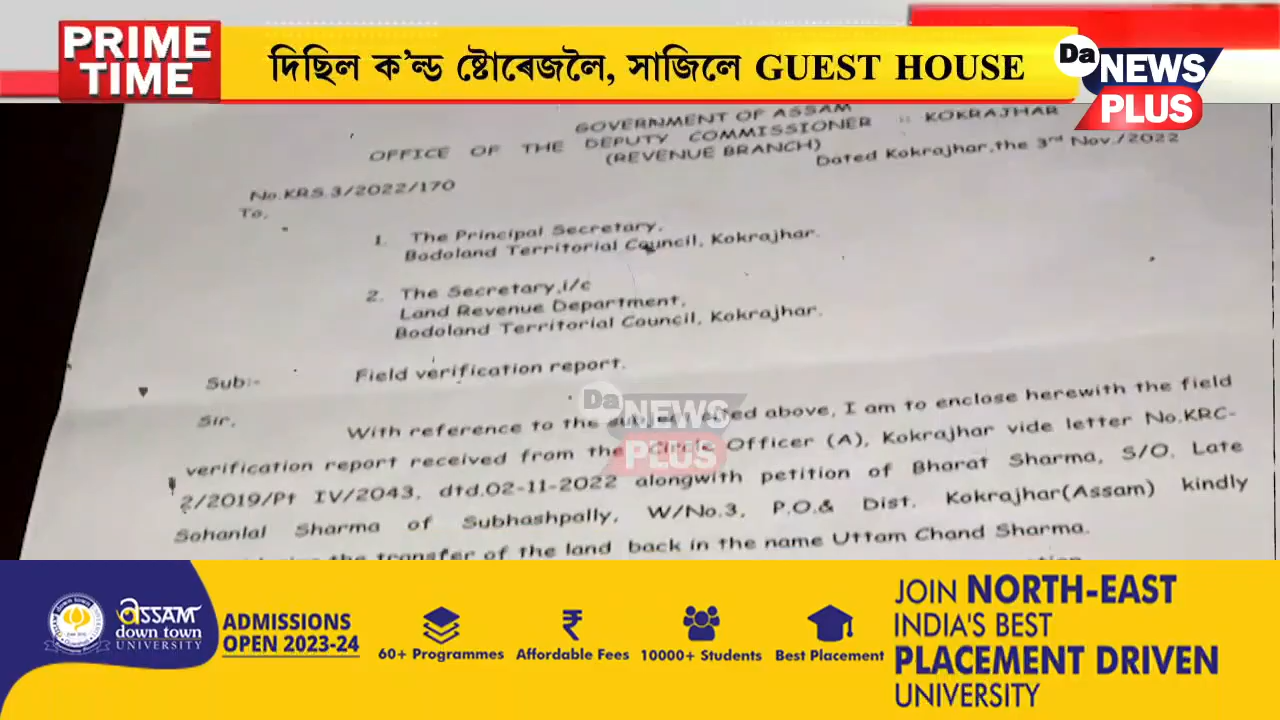 PRIME
TIME
দিছিল ক'ল্ড ষ্টোৰেজলৈ, সাজিলে GUEST HOUSE
Da NEWS
PLUS
GOVERNMENT OF ASSAM
OFFICE OF THE DEPUTY COMMISSIONER :: KOKRAJHAR
(REVENUE BRANCH)
Dated Kokrajhar,the 3rd Nov./2022
No.KRS.3/2022/170
To,
1. The Principal Secretary,
Bodoland Territorial Council, Kokrajhar.
2. The Secretary,i/c
Land Revenue Department,
Bodoland Territorial Council, Kokrajhar.
Sub:- Field verification report.
Sir,
With reference to the subject cited above, I am to enclose herewith the field
verification report received from the Circle Officer (A), Kokrajhar vide letter No.KRC-
2/2019/Pt IV/2043, dtd.02-11-2022 alongwith petition of Bharat Sharma, S/O. Late
Sohanlal Sharma of Subhashpally, W/No.3, P.O.& Dist. Kokrajhar(Assam) kindly
the transfer of the land back in the name Uttam Chand Sharma.
Da NEWS
PLUS
অসম
down town
UNIVERSITY
ADMISSIONS
OPEN 2023-24
60+ Programmes
Affordable Fees
10000+ Students
Best Placement
JOIN NORTH-EAST
INDIA'S BEST
PLACEMENT DRIVEN
UNIVERSITY